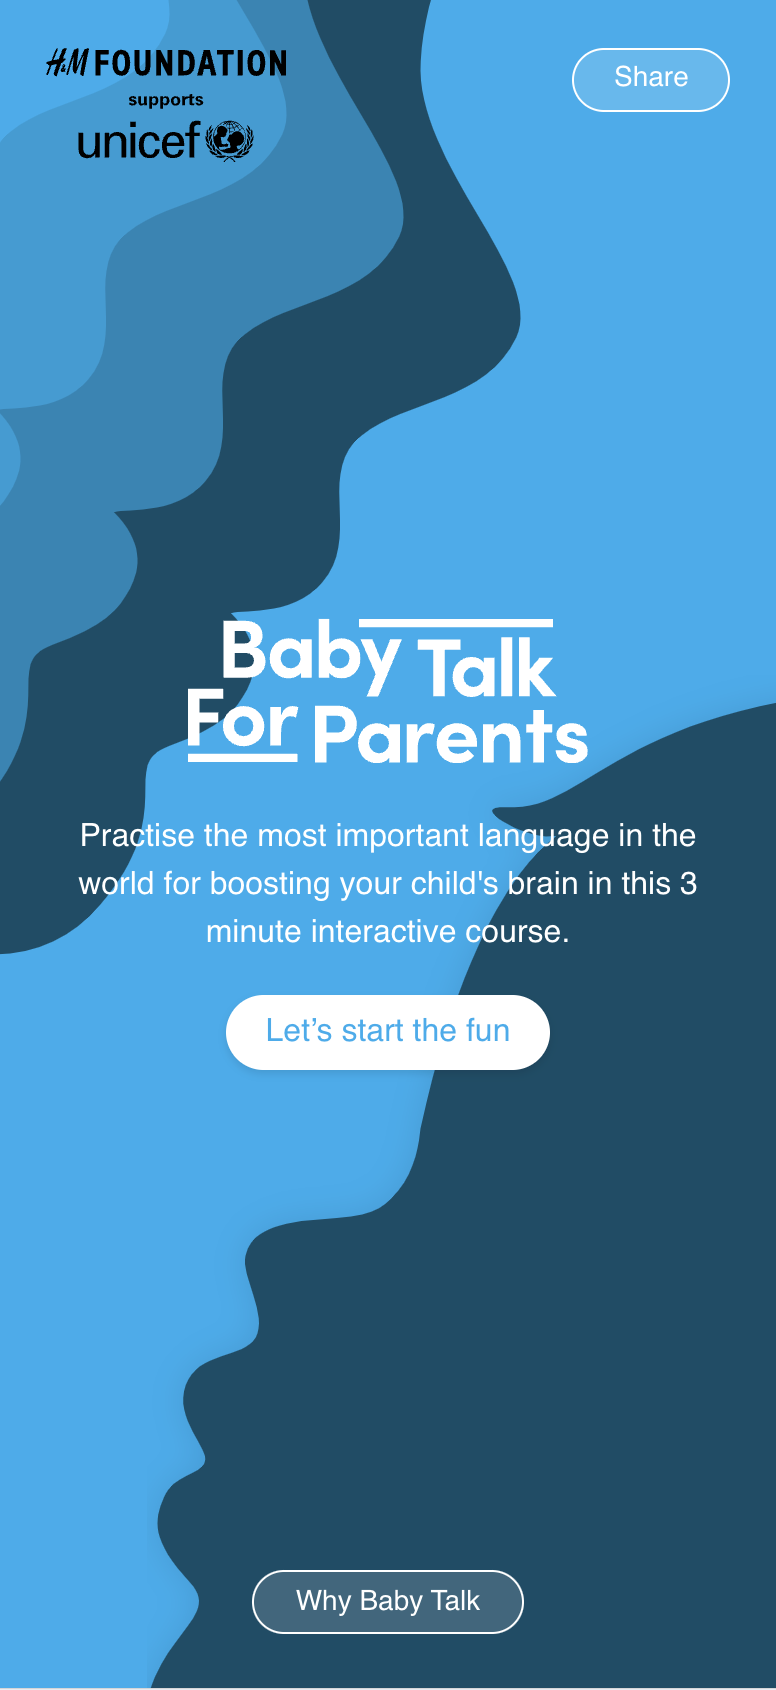 H&M FOUNDATION
Share
supports
unicef
Baby Talk
For Parents
Practise the most important language in the
world for boosting your child's brain in this 3
minute interactive course.
Let’s start the fun
Why Baby Talk